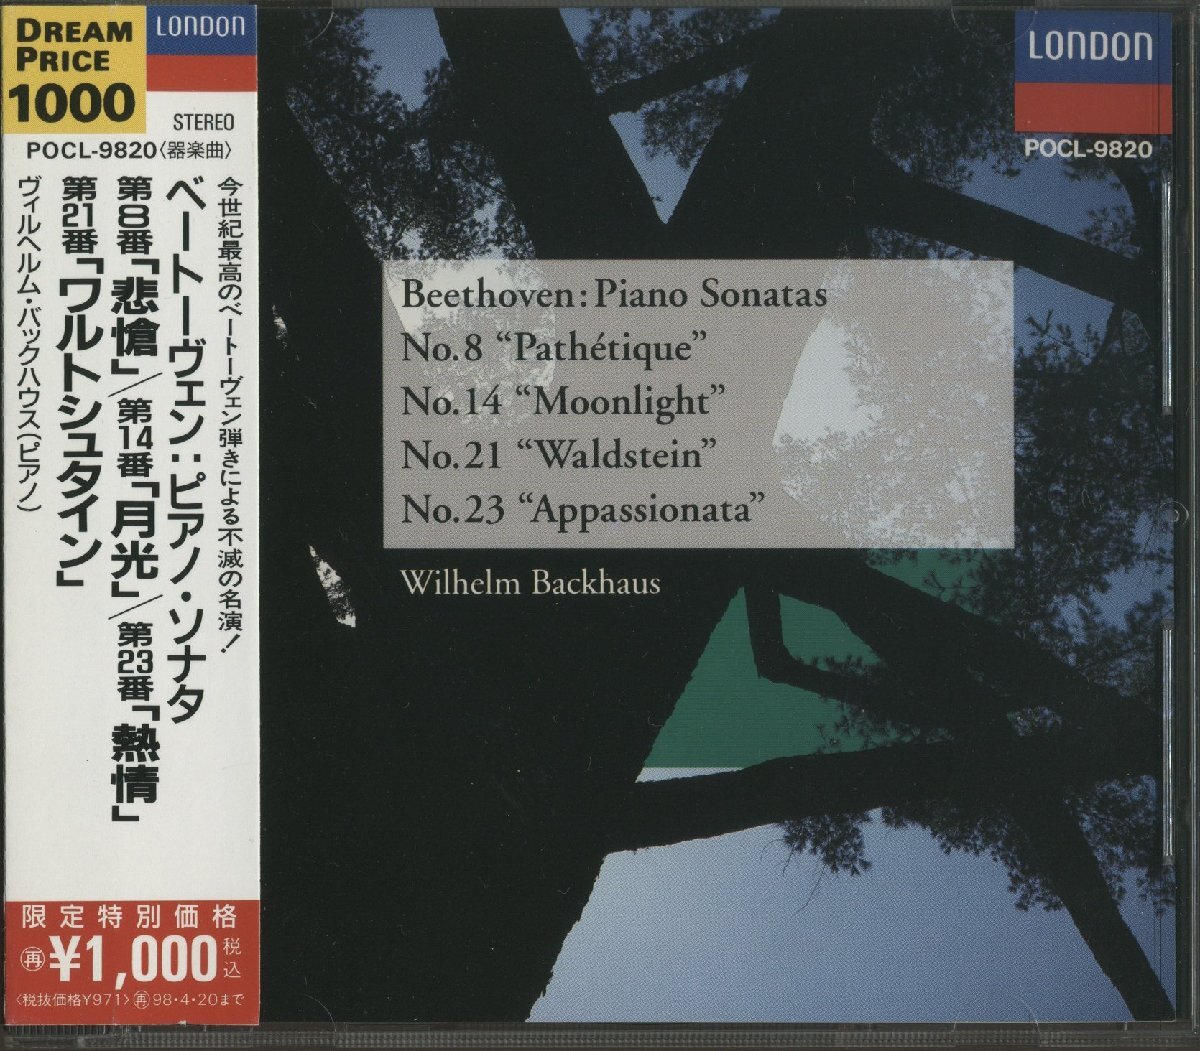 DREAM
PRICE
1000
LONDON
STEREO
POCL-9820〈器楽曲〉
今世紀最高のベートーヴェン弾きによる不滅の名演！
ベートーヴェン：ピアノ・ソナタ
第8番「悲愴」／第14番「月光」／第23番「熱情」
第21番「ワルトシュタイン」
ヴィルヘルム・バックハウス(ピアノ)
限定特別価格
再 ¥1,000 税込
〈税抜価格¥971〉再98・4・20まで
LONDON
POCL-9820
Beethoven: Piano Sonatas
No.8 “Pathétique”
No.14 “Moonlight”
No.21 “Waldstein”
No.23 “Appassionata”
Wilhelm Backhaus